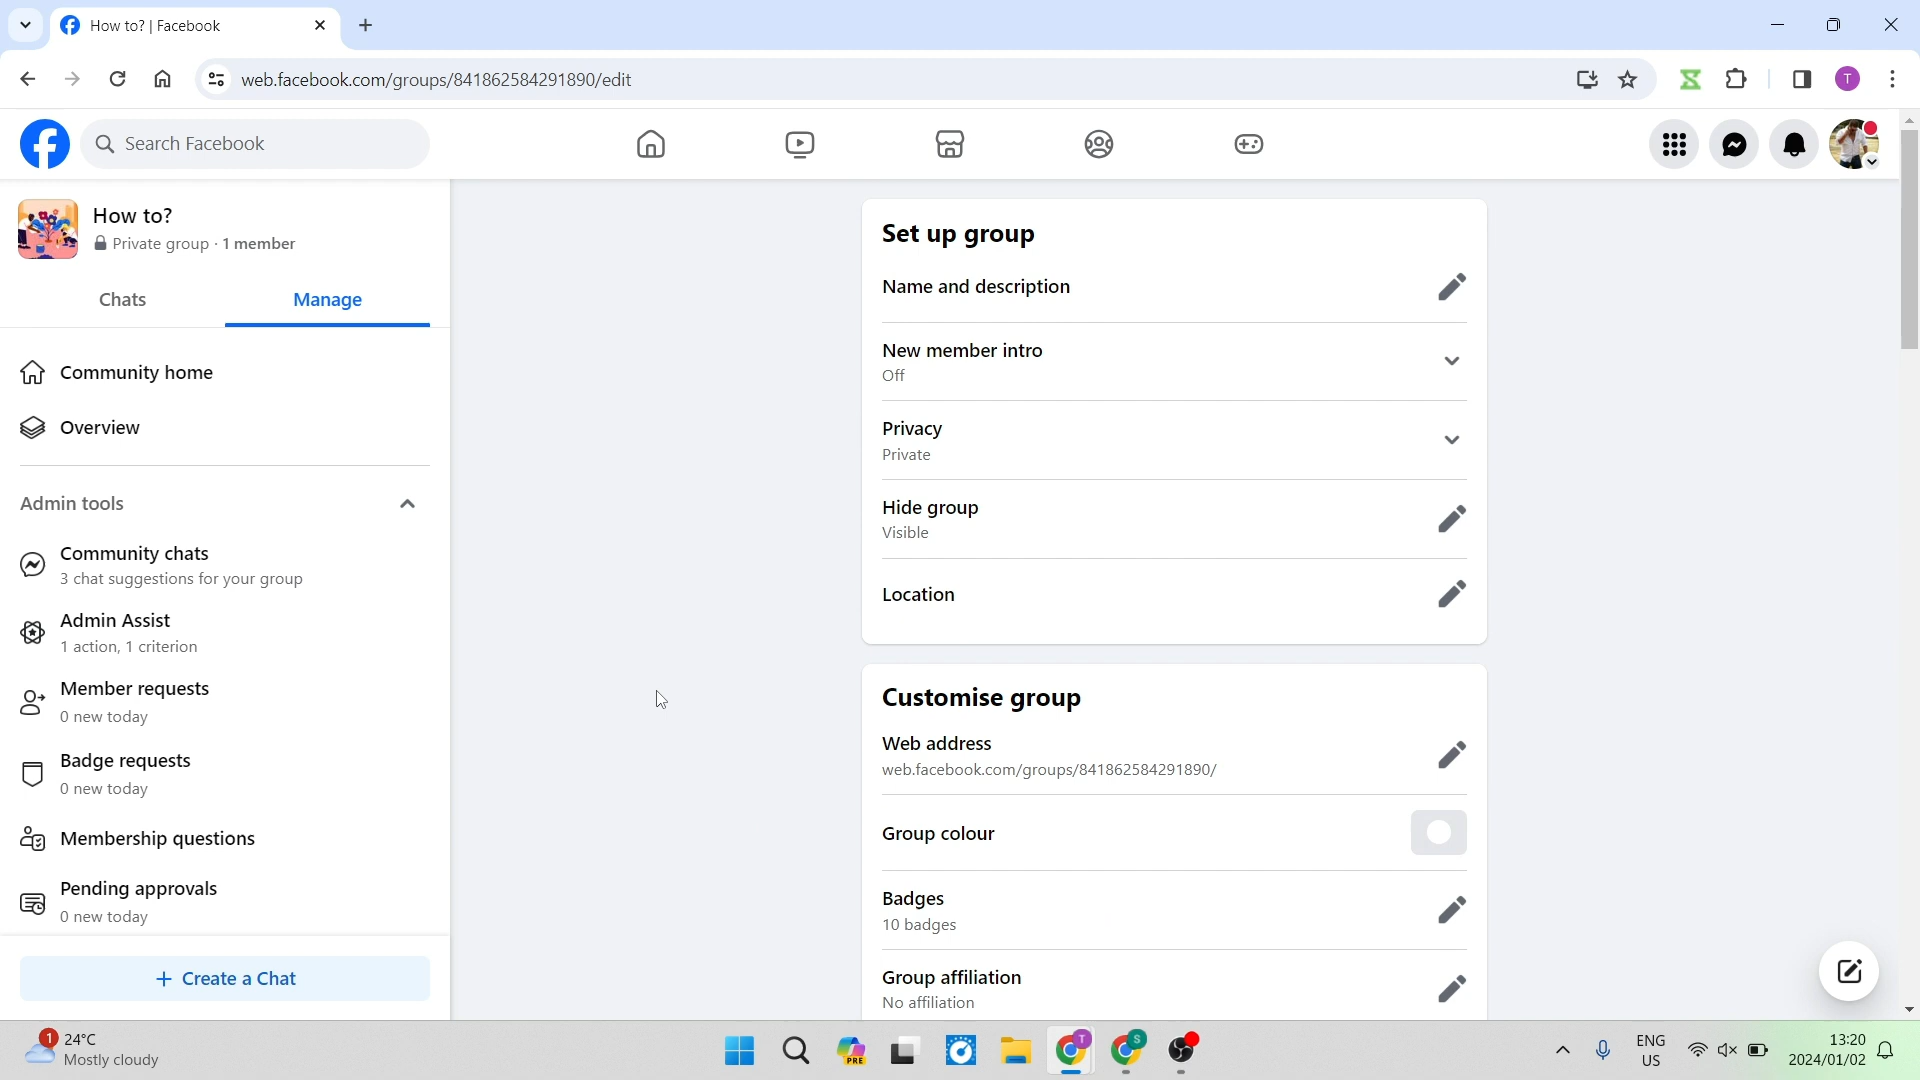 How to? | Facebook
web.facebook.com/groups/841862584291890/edit
T
Search Facebook
How to?
Private group · 1 member
Chats
Manage
Community home
Overview
Admin tools
Community chats
3 chat suggestions for your group
Admin Assist
1 action, 1 criterion
Member requests
0 new today
Badge requests
0 new today
Membership questions
Pending approvals
0 new today
+ Create a Chat
Set up group
Name and description
New member intro
Off
Privacy
Private
Hide group
Visible
Location
Customise group
Web address
web.facebook.com/groups/841862584291890/
Group colour
Badges
10 badges
Group affiliation
No affiliation
1
24°C
Mostly cloudy
PRE
T
S
ENG
US
13:20
2024/01/02